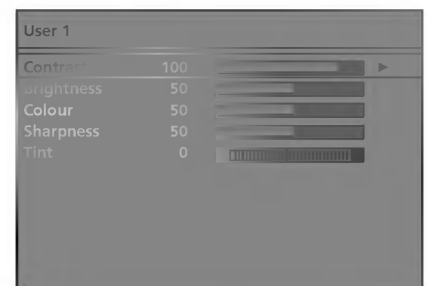 User 1
Contrast 100
Brightness 50
Colour 50
Sharpness 50
Tint 0